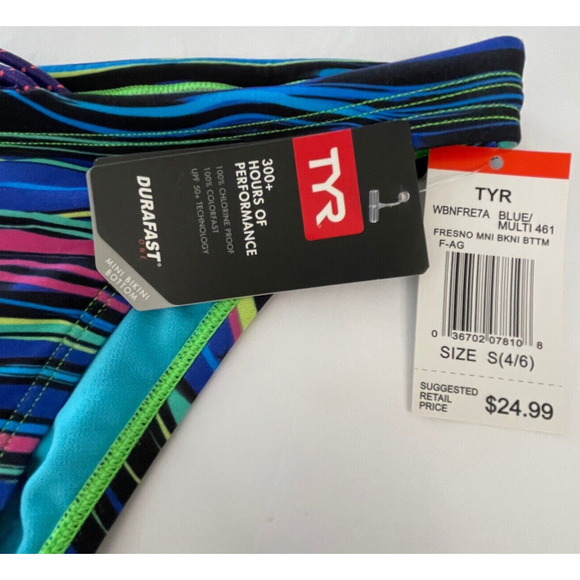 TYR
300+
HOURS OF
PERFORMANCE
100% CHLORINE PROOF
100% COLORFAST
UPF 50+ TECHNOLOGY
DURAFAST®
ONE
MINI BIKINI
BOTTOM
TYR
WBNFRE7A BLUE/
MULTI 461
FRESNO MNI BKNI BTTM
F-AG
0 36702 07810 8
SIZE S(4/6)
SUGGESTED
RETAIL
PRICE
$24.99